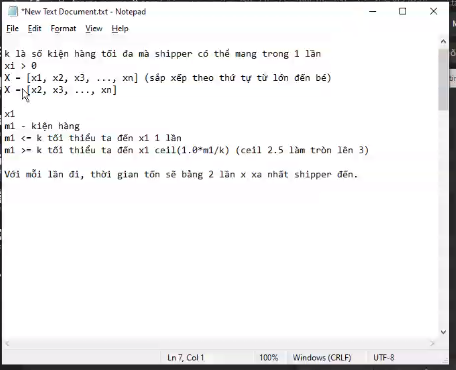 *New Text Document.txt - Notepad
File Edit Format View Help
k là số kiện hàng tối đa mà shipper có thể mang trong 1 lần
xi > 0
X = [x1, x2, x3, ..., xn] (sắp xếp theo thứ tự từ lớn đến bé)
X = [x2, x3, ..., xn]
x1
m1 - kiện hàng
m1 <= k tối thiểu ta đến x1 1 lần
m1 >= k tối thiểu ta đến x1 ceil(1.0*m1/k) (ceil 2.5 làm tròn lên 3)
Với mỗi lần đi, thời gian tốn sẽ bằng 2 lần x xa nhất shipper đến.
Ln 7, Col 1 100% Windows (CRLF) UTF-8